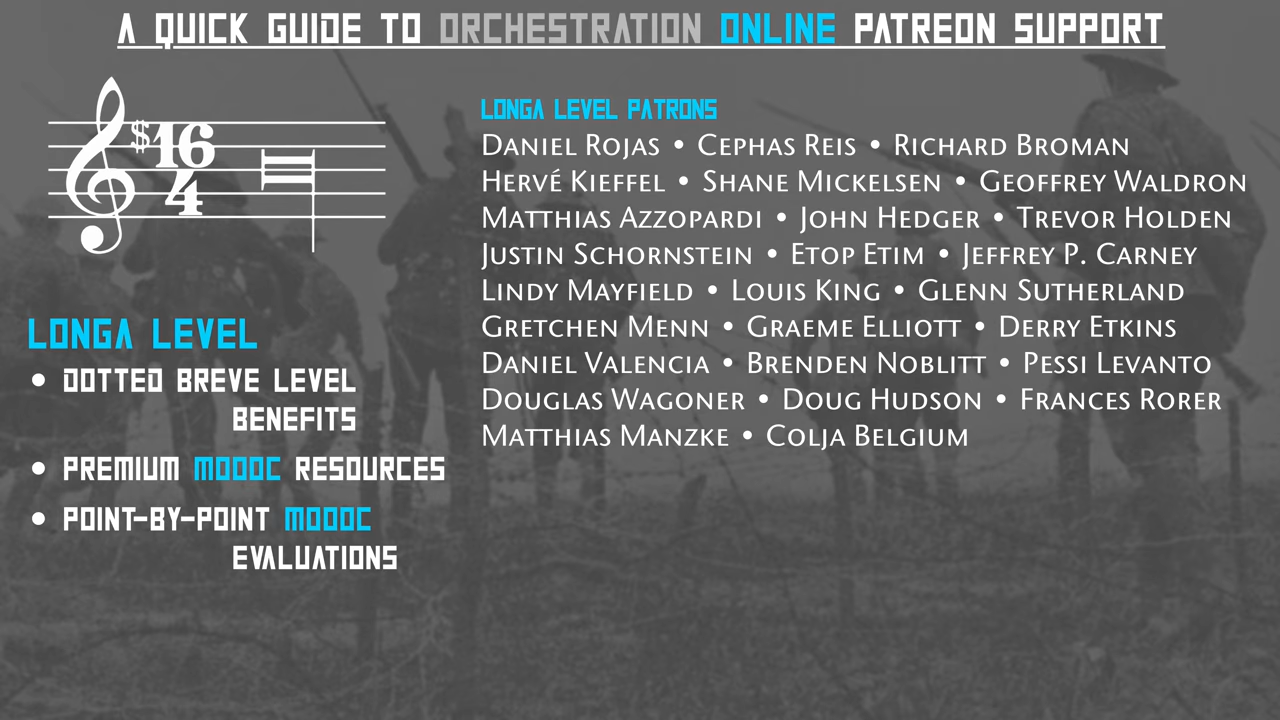 A QUICK GUIDE TO ORCHESTRATION ONLINE PATREON SUPPORT
$16
4
LONGA LEVEL
• DOTTED BREVE LEVEL
BENEFITS
• PREMIUM MOOOC RESOURCES
• POINT-BY-POINT MOOOC
EVALUATIONS
LONGA LEVEL PATRONS
DANIEL ROJAS • CEPHAS REIS • RICHARD BROMAN
HERVÉ KIEFFEL • SHANE MICKELSEN • GEOFFREY WALDRON
MATTHIAS AZZOPARDI • JOHN HEDGER • TREVOR HOLDEN
JUSTIN SCHORNSTEIN • ETOP ETIM • JEFFREY P. CARNEY
LINDY MAYFIELD • LOUIS KING • GLENN SUTHERLAND
GRETCHEN MENN • GRAEME ELLIOTT • DERRY ETKINS
DANIEL VALENCIA • BRENDEN NOBLITT • PESSI LEVANTO
DOUGLAS WAGONER • DOUG HUDSON • FRANCES RORER
MATTHIAS MANZKE • COLJA BELGIUM